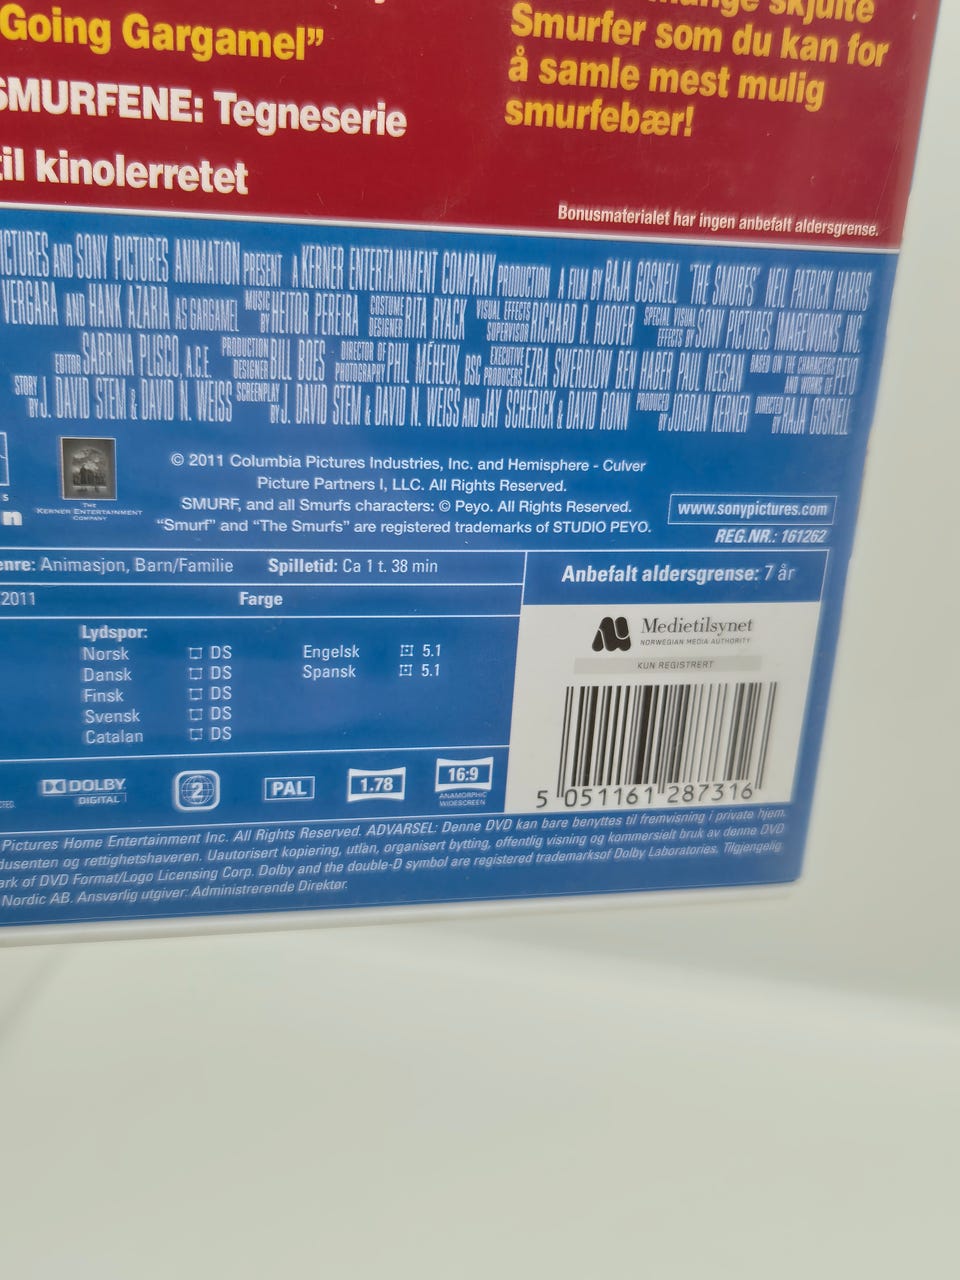 Going Gargamel”
SMURFENE: Tegneserie
til kinolerretet
skjulte
Smurfer som du kan for
å samle mest mulig
smurfebær!
Bonusmaterialet har ingen anbefalt aldersgrense.
ICTURES AND SONY PICTURES ANIMATION PRESENT A KERNER ENTERTAINMENT COMPANY PRODUCTION A FILM BY RAJA GOSNELL "THE SMURFS" NEIL PATRICK HARRIS
VERGARA AND HANK AZARIA AS GARGAMEL MUSIC BY HEITOR PEREIRA COSTUME DESIGNER RITA RYACK VISUAL EFFECTS SUPERVISOR RICHARD R. HOOVER SPECIAL VISUAL EFFECTS BY SONY PICTURES IMAGEWORKS INC.
EDITOR SABRINA PLISCO, A.C.E. PRODUCTION DESIGNER BILL BOES DIRECTOR OF PHOTOGRAPHY PHIL MÉHEUX, BSC EXECUTIVE PRODUCERS EZRA SWERDLOW BEN HABER PAUL NEESAN BASED ON THE CHARACTERS AND WORKS OF PEYO
STORY BY J. DAVID STEM & DAVID N. WEISS SCREENPLAY BY J. DAVID STEM & DAVID N. WEISS AND JAY SCHERICK & DAVID RONN PRODUCED BY JORDAN KERNER DIRECTED BY RAJA GOSNELL
THE
KERNER ENTERTAINMENT
COMPANY
© 2011 Columbia Pictures Industries, Inc. and Hemisphere - Culver
Picture Partners I, LLC. All Rights Reserved.
SMURF, and all Smurfs characters: © Peyo. All Rights Reserved.
“Smurf” and “The Smurfs” are registered trademarks of STUDIO PEYO.
www.sonypictures.com
REG.NR.: 161262
enre: Animasjon, Barn/Familie Spilletid: Ca 1 t. 38 min
2011 Farge
Anbefalt aldersgrense: 7 år
Medietilsynet
NORWEGIAN MEDIA AUTHORITY
KUN REGISTRERT
Lydspor:
Norsk DS Engelsk 5.1
Dansk DS Spansk 5.1
Finsk DS
Svensk DS
Catalan DS
DOLBY DIGITAL
2
PAL
1.78
16:9
ANAMORPHIC
WIDESCREEN
5 051161 287316
Pictures Home Entertainment Inc. All Rights Reserved. ADVARSEL: Denne DVD kan bare benyttes til fremvisning i private hjem.
dusenten og rettighetshaveren. Uautorisert kopiering, utlån, organisert bytting, offentlig visning og kommersielt bruk av denne DVD
ark of DVD Format/Logo Licensing Corp. Dolby and the double-D symbol are registered trademarksof Dolby Laboratories. Tilgjengelig
Nordic AB. Ansvarlig utgiver: Administrerende Direktør.